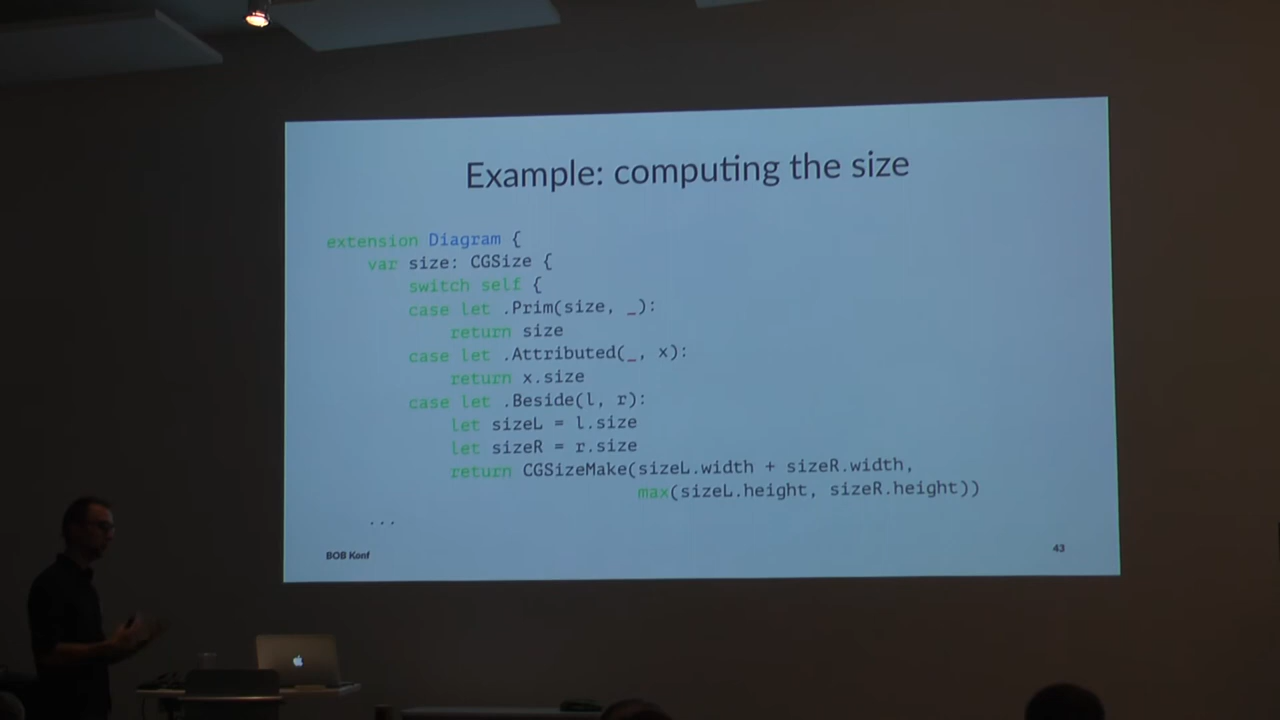 Example: computing the size
extension Diagram {
    var size: CGSize {
        switch self {
        case let .Prim(size, _):
            return size
        case let .Attributed(_, x):
            return x.size
        case let .Beside(l, r):
            let sizeL = l.size
            let sizeR = r.size
            return CGSizeMake(sizeL.width + sizeR.width,
                              max(sizeL.height, sizeR.height))
    ...
BOB Konf
43